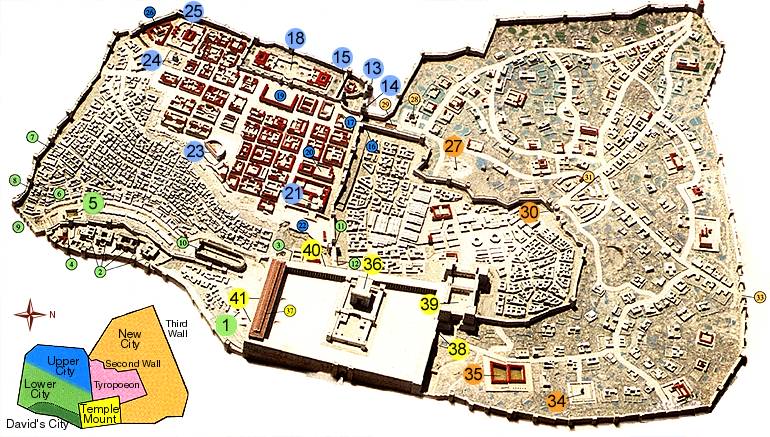 26
25
18
15
13
14
24
29
28
19
17
16
27
7
23
20
31
8
6
21
30
5
9
22
11
10
3
40
4
2
12
36
41
37
39
33
1
N
38
35
34
New
City
Third
Wall
Upper
City
Second Wall
Lower
City
Tyropoeon
Temple
Mount
David's City